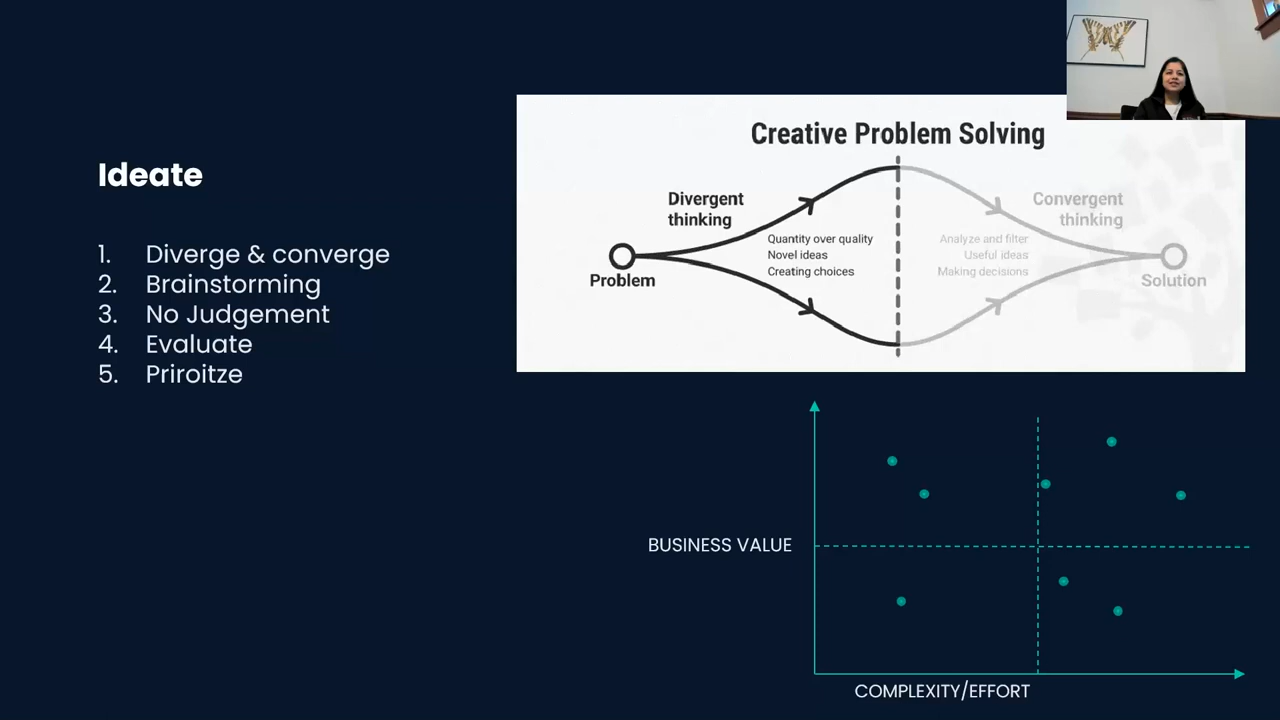 Ideate
1. Diverge & converge
2. Brainstorming
3. No Judgement
4. Evaluate
5. Priroitze
Creative Problem Solving
Divergent
thinking
Quantity over quality
Novel ideas
Creating choices
Problem
Convergent
thinking
Analyze and filter
Useful ideas
Making decisions
Solution
BUSINESS VALUE
COMPLEXITY/EFFORT